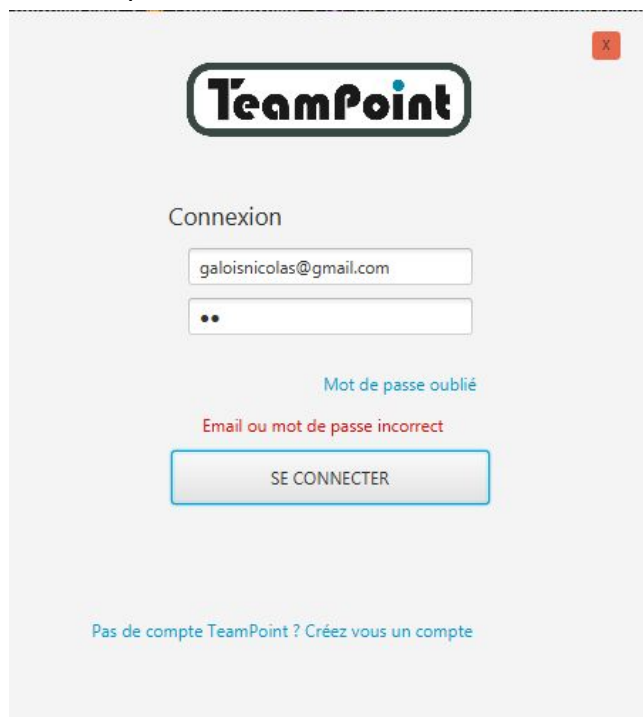 X
TeamPoint
Connexion
galoisnicolas@gmail.com
••
Mot de passe oublié
Email ou mot de passe incorrect
SE CONNECTER
Pas de compte TeamPoint ? Créez vous un compte